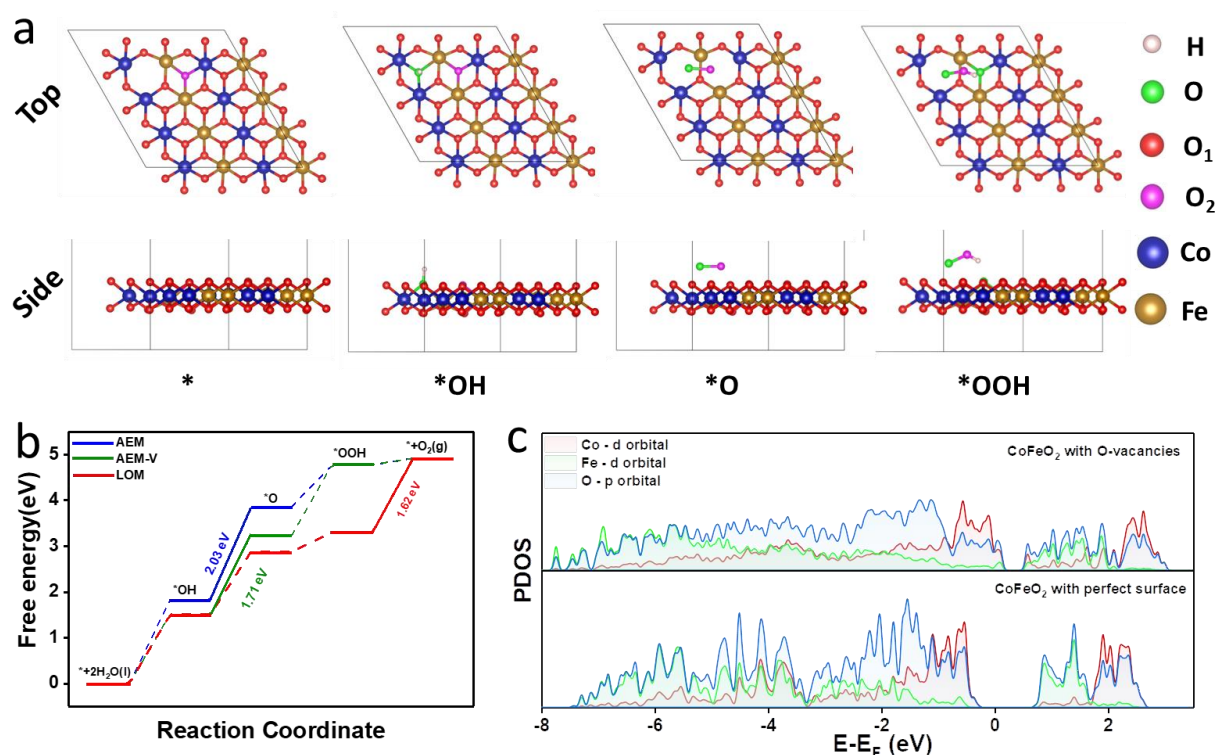 a
Top
Side
*
*OH
*O
*OOH
H
O
O₁
O₂
Co
Fe
b
AEM
AEM-V
LOM
Free energy(eV)
5
4
3
2
1
0
*+2H₂O(l)
*OH
*O
*OOH
*+O₂(g)
2.03 eV
1.71 eV
1.62 eV
Reaction Coordinate
c
Co - d orbital
Fe - d orbital
O - p orbital
CoFeO₂ with O-vacancies
CoFeO₂ with perfect surface
PDOS
-8 -6 -4 -2 0 2
E-E_F (eV)